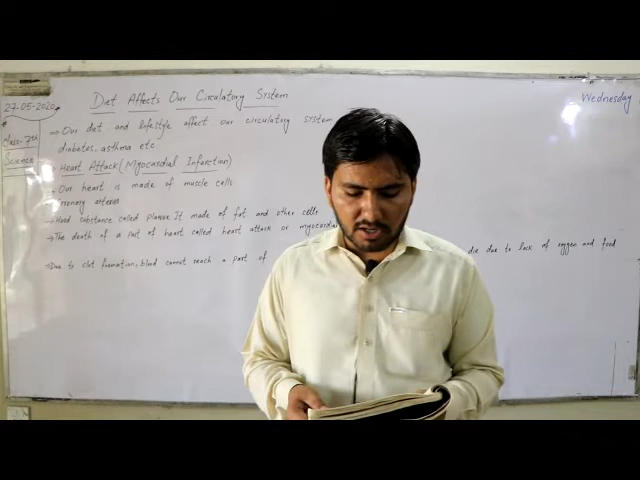 27-05-2020
Diet Affects Our Circulatory System
Wednesday
Class-7th
Science
→ Our diet and lifestyle affect our circulatory system
diabetes, asthma etc
Heart Attack (Myocardial Infarction)
→ Our heart is made of muscle cells
arteries
→ Hard substance called It made of fat and other cells
→ The death of a part of heart called heart attack or
die due to lack of oxygen and food
→ Due to clot formation, blood cannot reach a part of